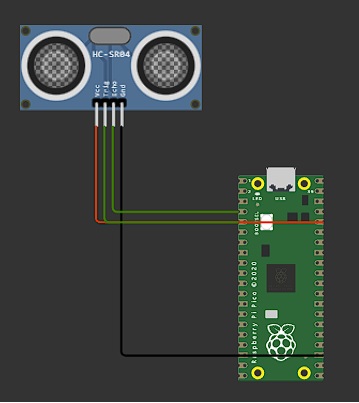 HC-SR04
Vcc
Trig
Echo
Gnd
LED
USB
BOOTSEL
Raspberry Pi Pico ©2020